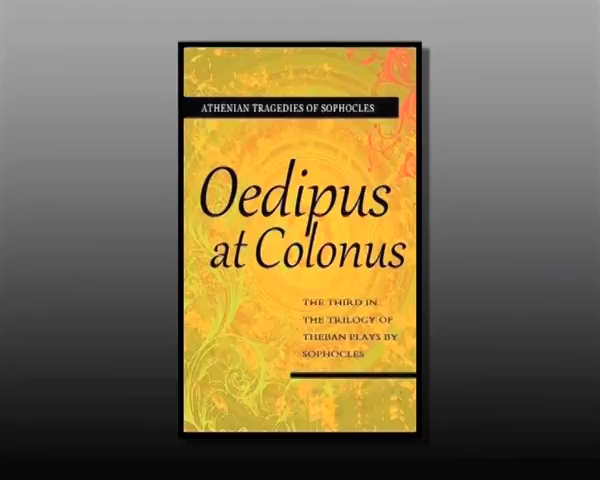 ATHENIAN TRAGEDIES OF SOPHOCLES
Oedipus
at Colonus
THE THIRD IN
THE TRILOGY OF
THEBAN PLAYS BY
SOPHOCLES